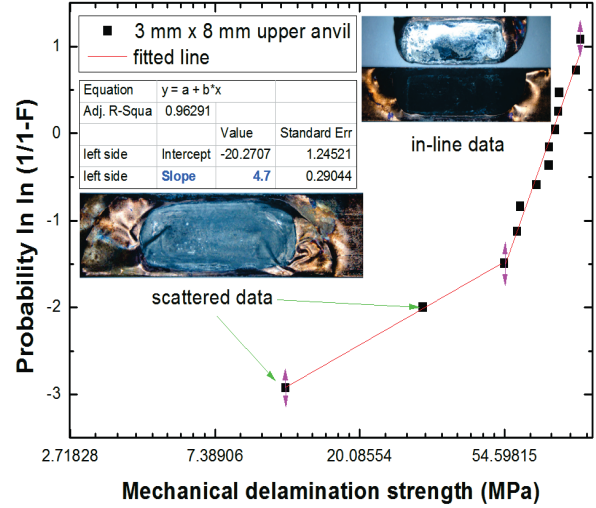 3 mm x 8 mm upper anvil
fitted line
Equation y = a + b*x
Adj. R-Squa 0.96291
Value Standard Err
left side Intercept -20.2707 1.24521
left side Slope 4.7 0.29044
in-line data
scattered data
1
0
-1
-2
-3
Probability ln ln (1/1-F)
2.71828 7.38906 20.08554 54.59815
Mechanical delamination strength (MPa)